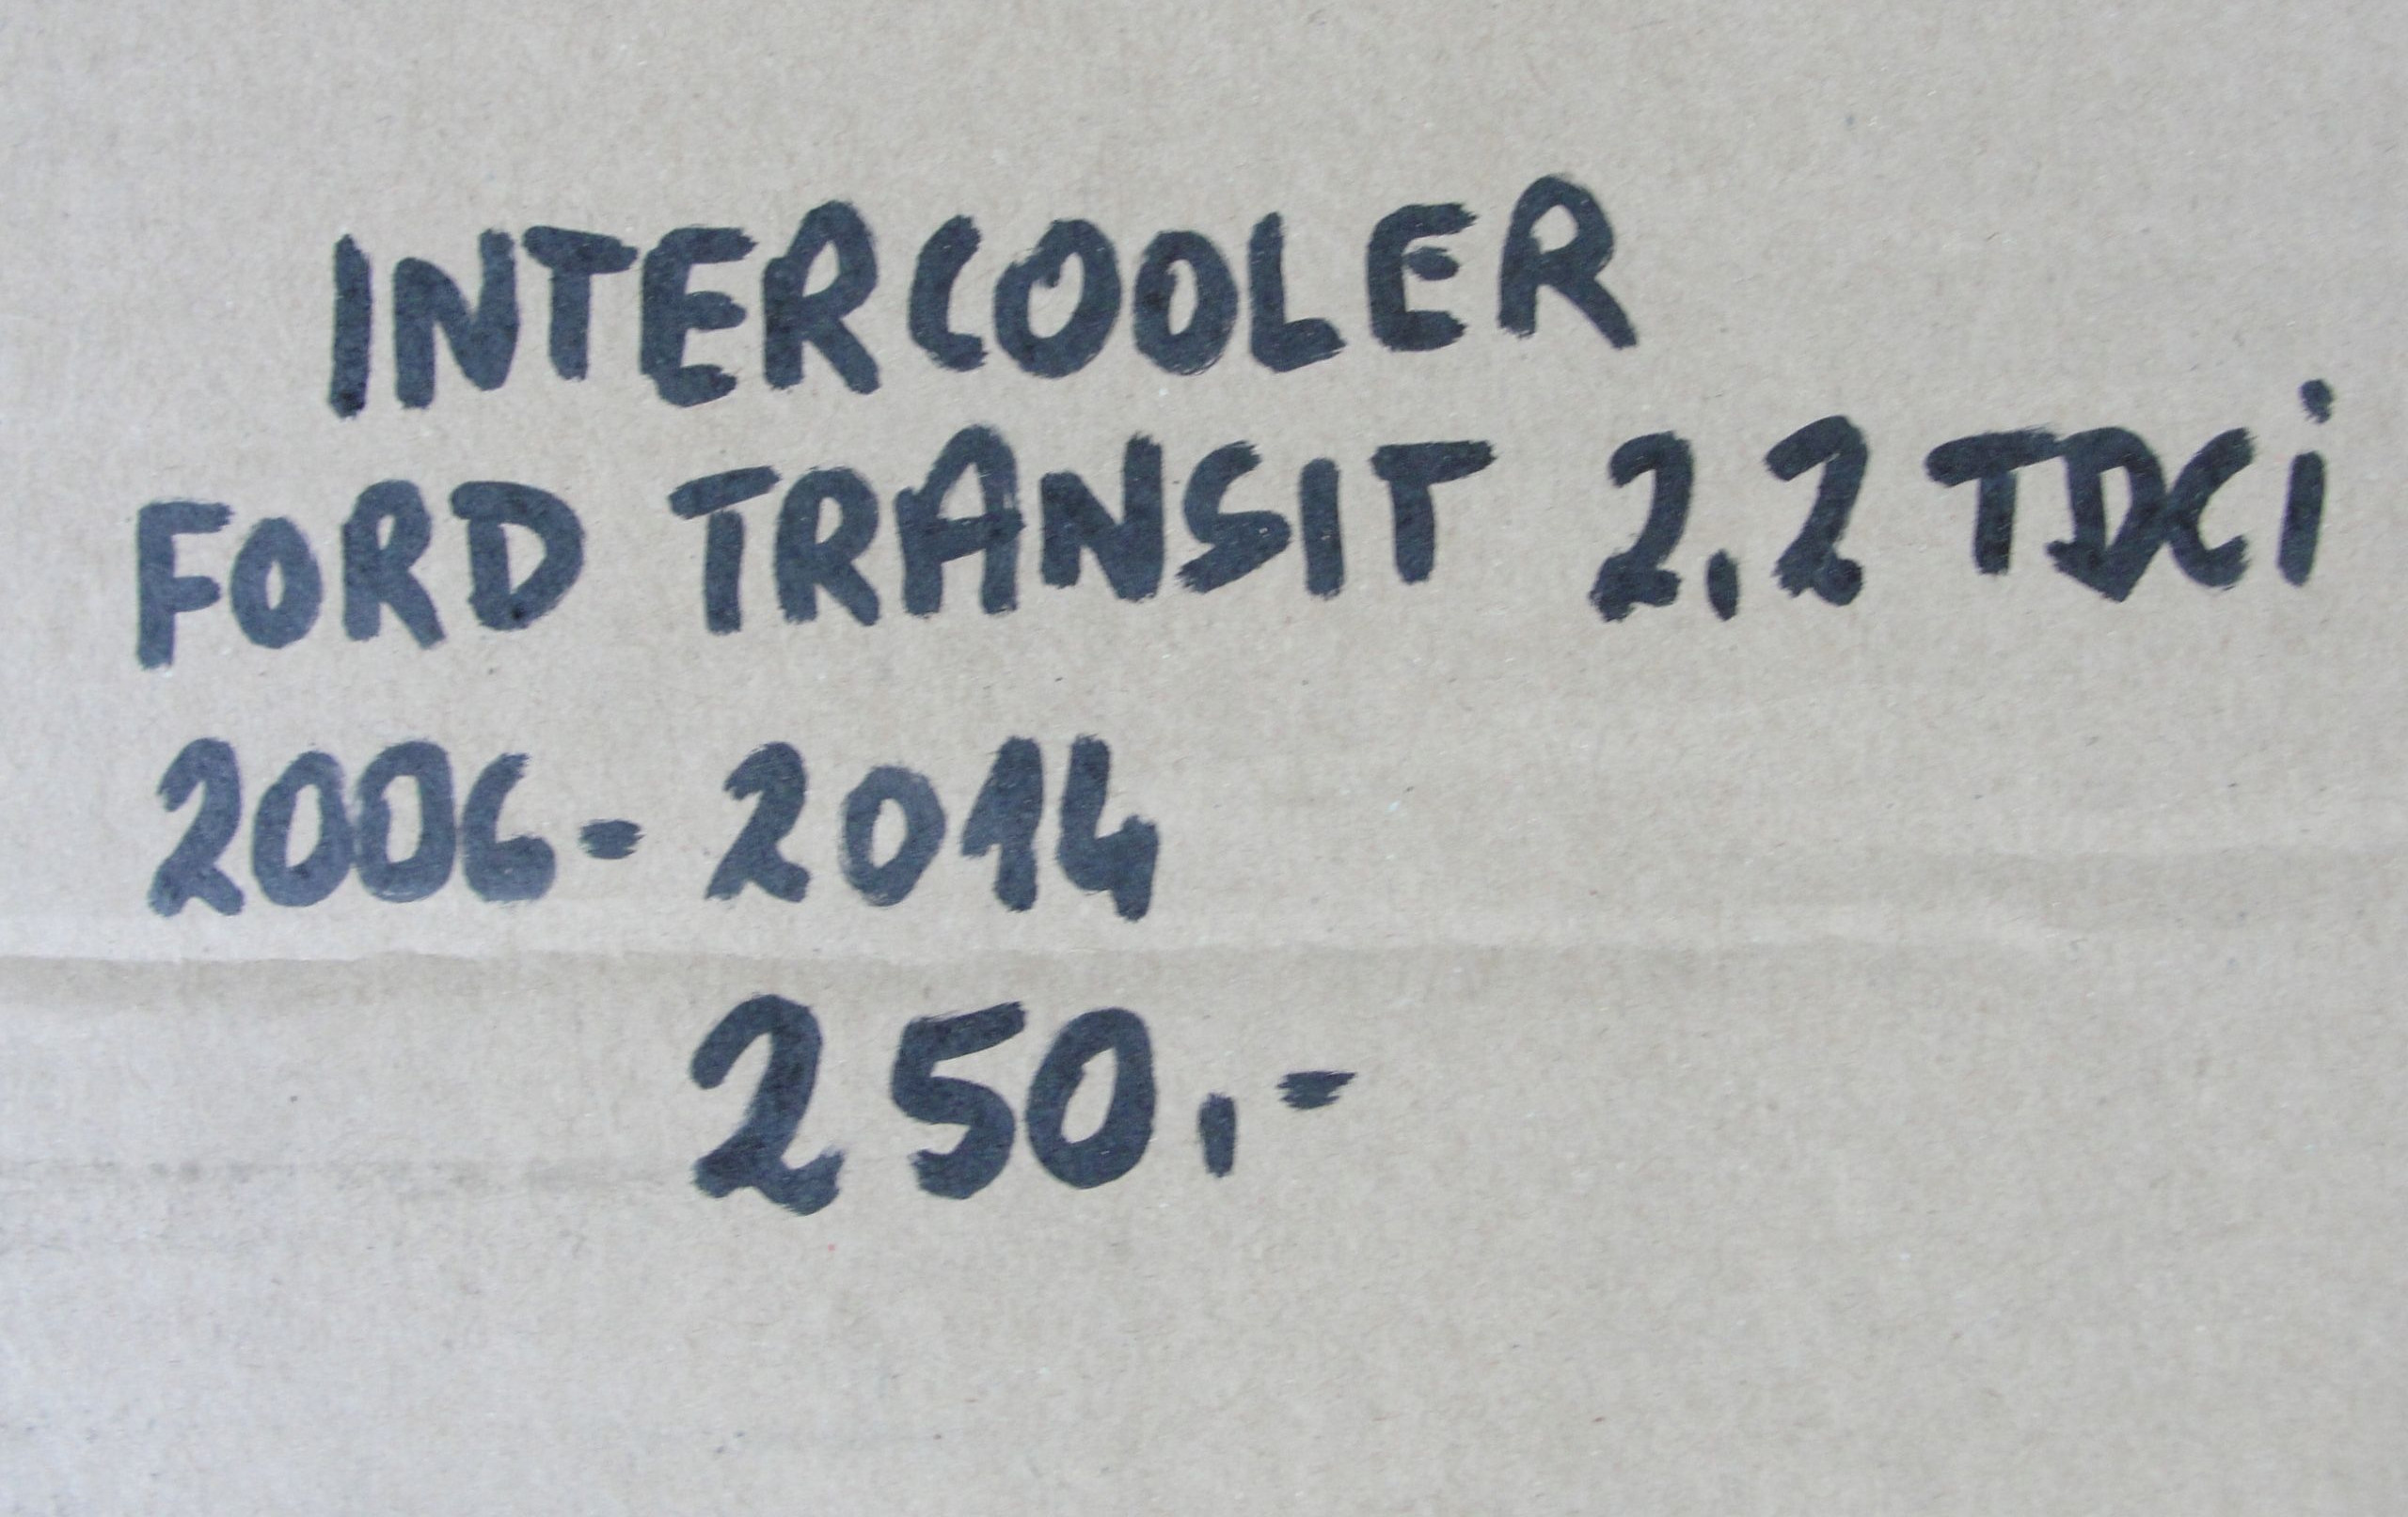 INTERCOOLER
FORD TRANSIT 2,2 TDCi
2006-2014
250,-